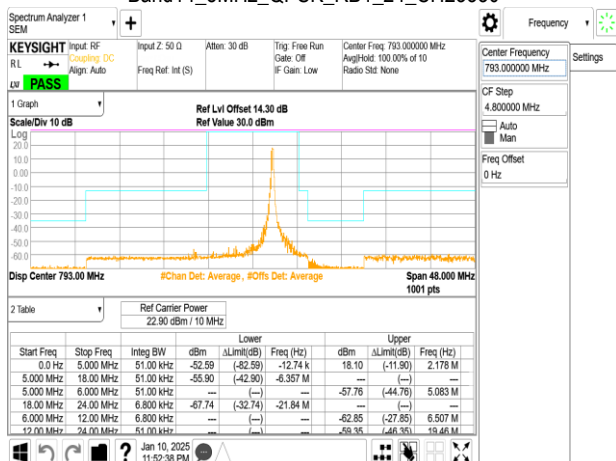 Spectrum Analyzer 1
SEM
KEYSIGHT Input: RF Input Z: 50 Ω Atten: 30 dB Trig: Free Run Center Freq: 793.000000 MHz
RL Coupling: DC Gate: Off Avg|Hold: 100.00% of 10
Align: Auto Freq Ref: Int (S) IF Gain: Low Radio Std: None
PASS
1 Graph
Ref Lvl Offset 14.30 dB
Scale/Div 10 dB Ref Value 30.0 dBm
Log
20.0
10.0
0.00
-10.0
-20.0
-30.0
-40.0
-50.0
-60.0
Disp Center 793.00 MHz #Chan Det: Average, #Offs Det: Average Span 48.000 MHz
1001 pts
2 Table
Ref Carrier Power
22.90 dBm / 10 MHz
Lower Upper
Start Freq Stop Freq Integ BW dBm ΔLimit(dB) Freq (Hz) dBm ΔLimit(dB) Freq (Hz)
0.0 Hz 5.000 MHz 51.00 kHz -52.59 (-82.59) -12.74 k 18.10 (-11.90) 2.178 M
5.000 MHz 18.00 MHz 51.00 kHz -55.90 (-42.90) -6.357 M --- (---)
5.000 MHz 6.000 MHz 51.00 kHz --- (---) -57.76 (-44.76) 5.083 M
18.00 MHz 24.00 MHz 6.800 kHz -67.74 (-32.74) -21.84 M --- (---)
6.000 MHz 12.00 MHz 6.800 kHz --- (---) -62.85 (-27.85) 6.507 M
12.00 MHz 24.00 MHz 51.00 kHz --- (---) -59.35 (-46.35) 19.46 M
Jan 10, 2025
11:52:38 PM
Frequency
Center Frequency
793.000000 MHz
Settings
CF Step
4.800000 MHz
Auto
Man
Freq Offset
0 Hz